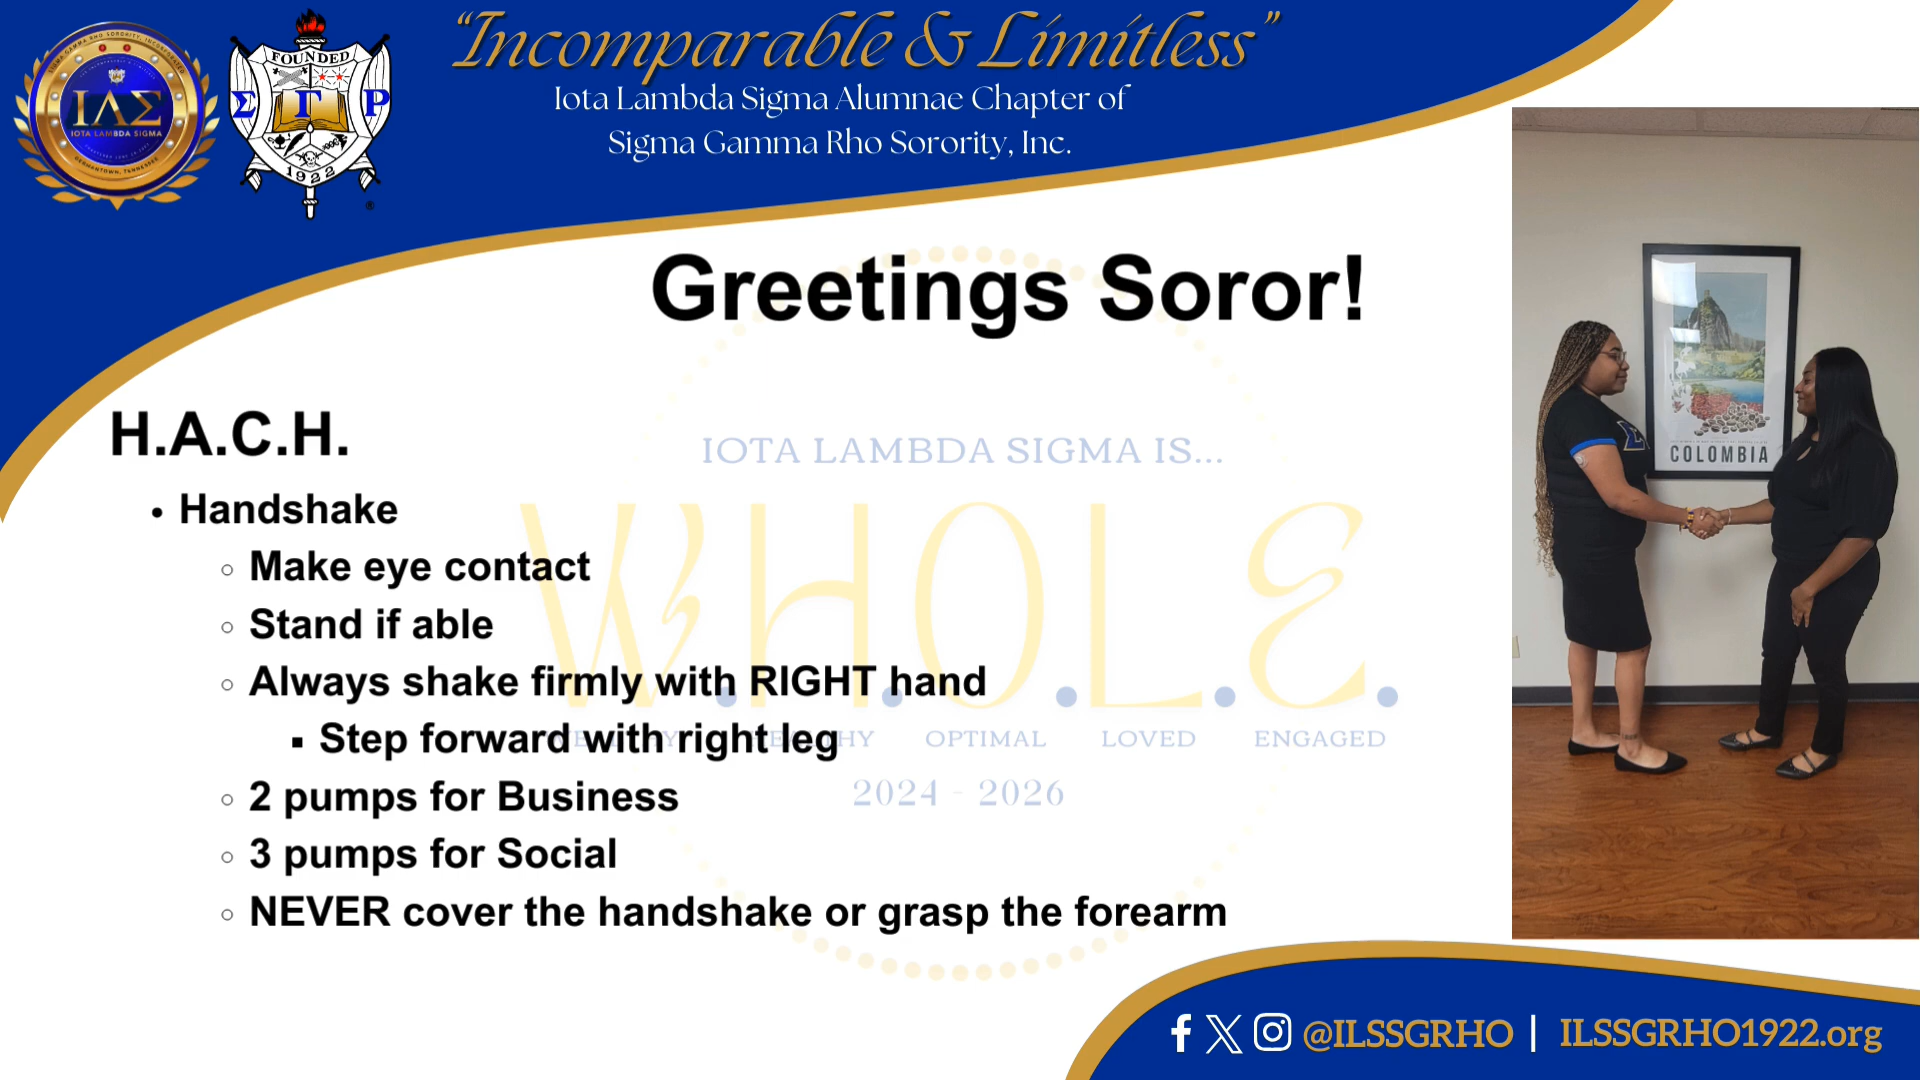 “Incomparable & Limitless”
Iota Lambda Sigma Alumnae Chapter of
Sigma Gamma Rho Sorority, Inc.
ΙΛΣ
IOTA LAMBDA SIGMA
GERMANTOWN, TENNESSEE
FOUNDED
Σ Γ Ρ
1922
®
Greetings Soror!
H.A.C.H.
• Handshake
○ Make eye contact
○ Stand if able
○ Always shake firmly with RIGHT hand
▪ Step forward with right leg
○ 2 pumps for Business
○ 3 pumps for Social
○ NEVER cover the handshake or grasp the forearm
IOTA LAMBDA SIGMA IS...
W.H.O.L.E.
OPTIMAL LOVED ENGAGED
2024 - 2026
COLOMBIA
@ILSSGRHO | ILSSGRHO1922.org